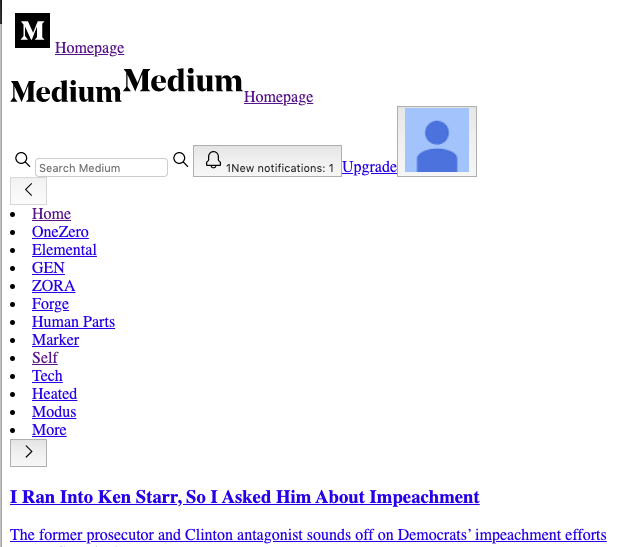 M Homepage
Medium Medium Homepage
Search Medium 1New notifications: 1 Upgrade
Home
OneZero
Elemental
GEN
ZORA
Forge
Human Parts
Marker
Self
Tech
Heated
Modus
More
I Ran Into Ken Starr, So I Asked Him About Impeachment
The former prosecutor and Clinton antagonist sounds off on Democrats’ impeachment efforts